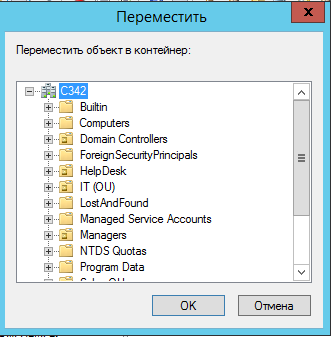 Переместить
Переместить объект в контейнер:
C342
Builtin
Computers
Domain Controllers
ForeignSecurityPrincipals
HelpDesk
IT (OU)
LostAndFound
Managed Service Accounts
Managers
NTDS Quotas
Program Data
OK
Отмена